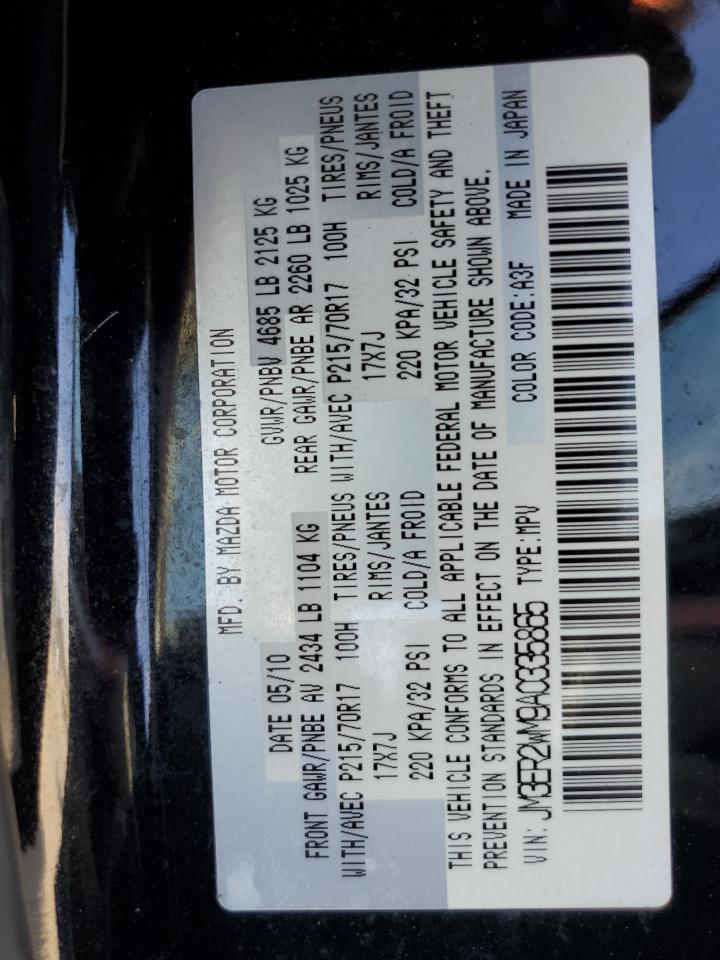 MFD. BY MAZDA MOTOR CORPORATION
DATE 05/10 GVWR/PNBV 4685 LB 2125 KG
FRONT GAWR/PNBE AV 2434 LB 1104 KG REAR GAWR/PNBE AR 2260 LB 1025 KG
WITH/AVEC P215/70R17 100H TIRES/PNEUS WITH/AVEC P215/70R17 100H TIRES/PNEUS
17X7J RIMS/JANTES 17X7J RIMS/JANTES
220 KPA/32 PSI COLD/A FROID 220 KPA/32 PSI COLD/A FROID
THIS VEHICLE CONFORMS TO ALL APPLICABLE FEDERAL MOTOR VEHICLE SAFETY AND THEFT
PREVENTION STANDARDS IN EFFECT ON THE DATE OF MANUFACTURE SHOWN ABOVE.
VIN: JM3ER2WM9A0335865 TYPE:MPV COLOR CODE:A3F MADE IN JAPAN